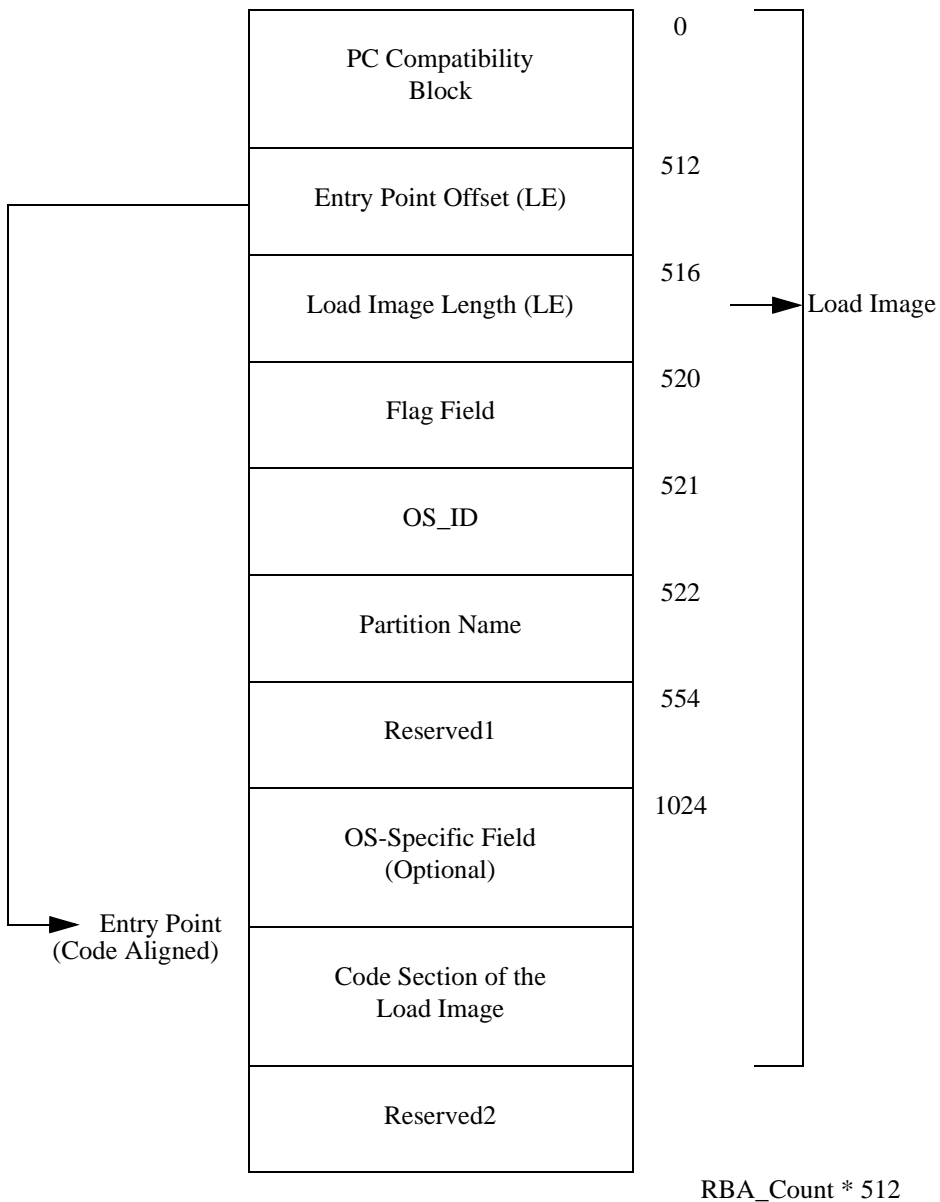 0
PC Compatibility
Block
512
Entry Point Offset (LE)
516
Load Image Length (LE)
Load Image
520
Flag Field
521
OS_ID
522
Partition Name
554
Reserved1
1024
OS-Specific Field
(Optional)
Entry Point
(Code Aligned)
Code Section of the
Load Image
Reserved2
RBA_Count * 512